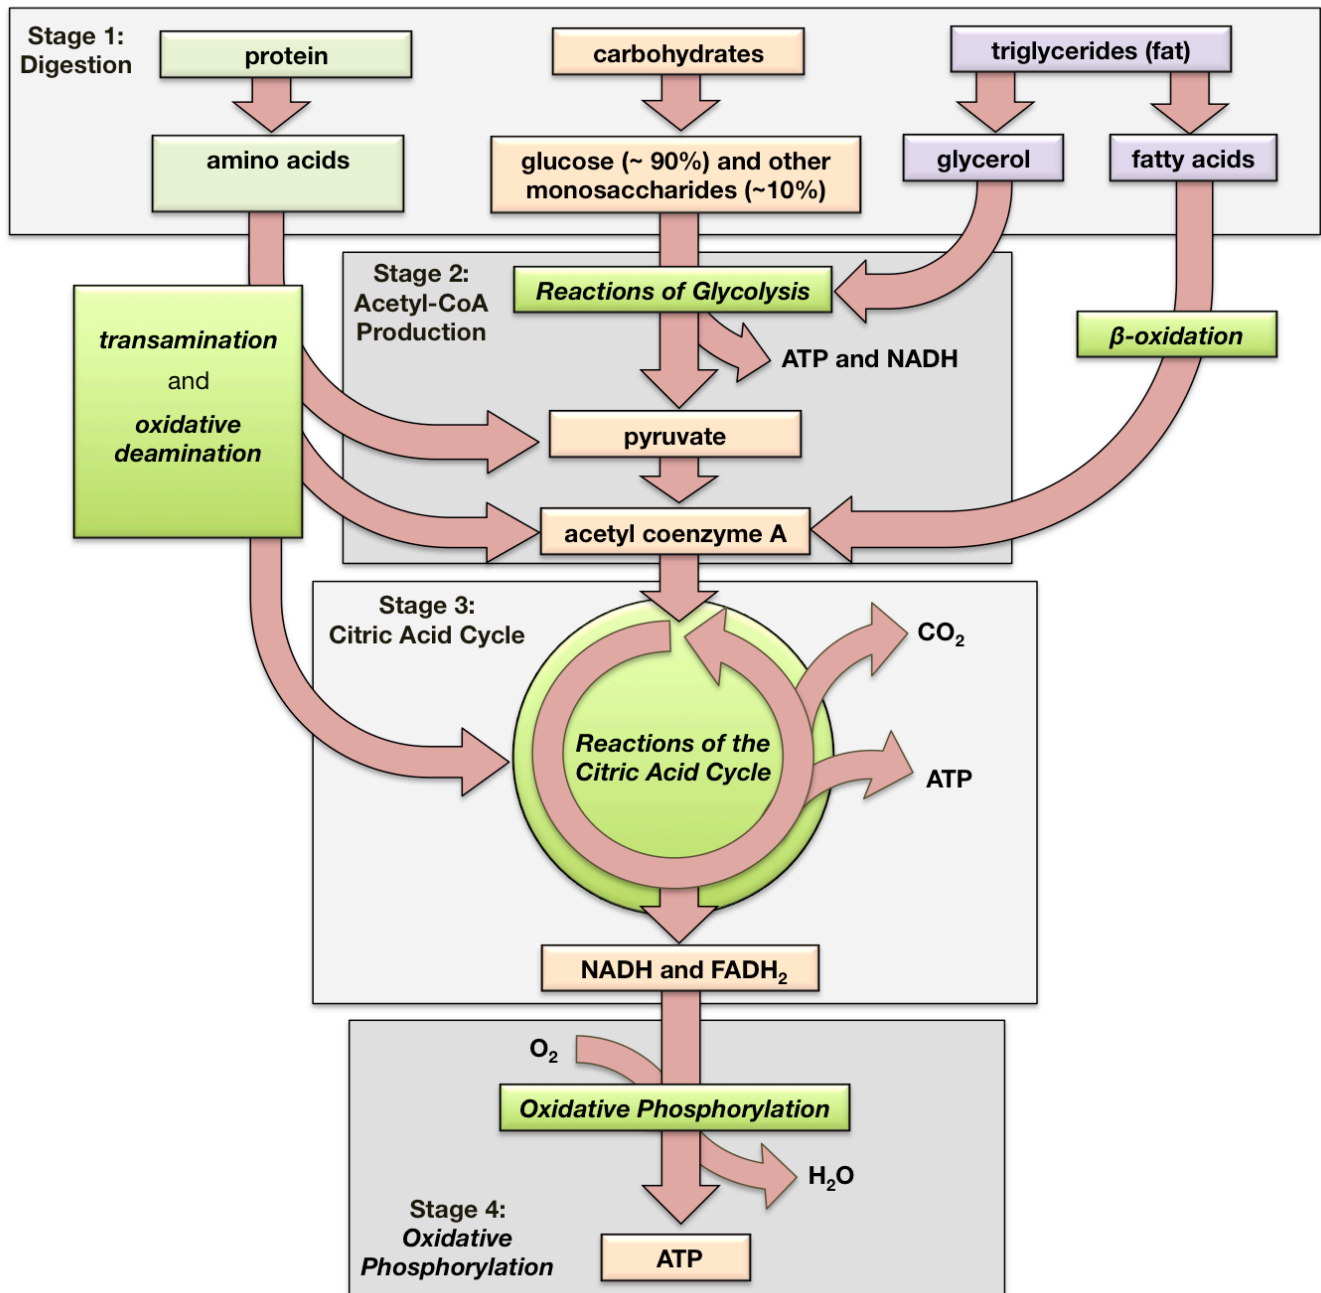 Stage 1:
Digestion
protein
carbohydrates
triglycerides (fat)
amino acids
glucose (~ 90%) and other
monosaccharides (~10%)
glycerol
fatty acids
Stage 2:
Acetyl-CoA
Production
Reactions of Glycolysis
transamination
and
oxidative
deamination
β-oxidation
ATP and NADH
pyruvate
acetyl coenzyme A
Stage 3:
Citric Acid Cycle
CO₂
Reactions of the
Citric Acid Cycle
ATP
NADH and FADH₂
O₂
Oxidative Phosphorylation
H₂O
Stage 4:
Oxidative
Phosphorylation
ATP